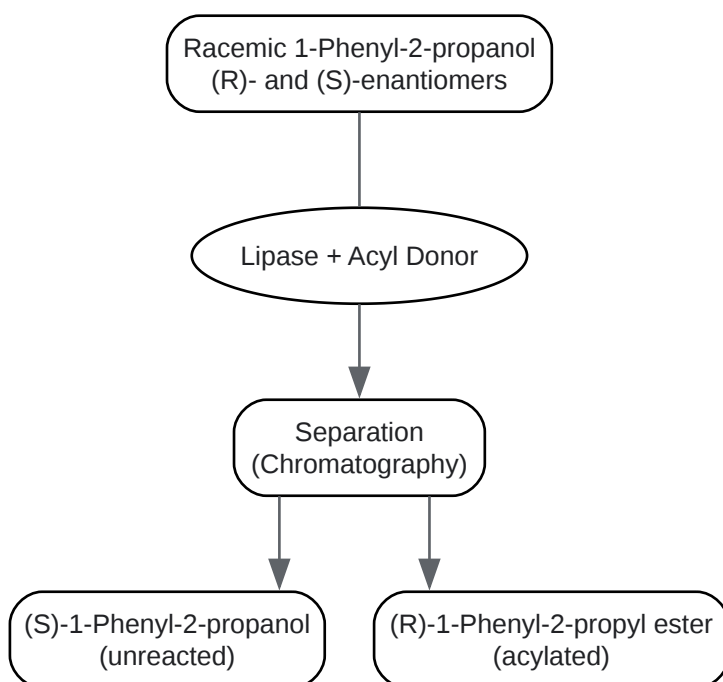 Racemic 1-Phenyl-2-propanol
(R)- and (S)-enantiomers
Lipase + Acyl Donor
Separation
(Chromatography)
(S)-1-Phenyl-2-propanol
(unreacted)
(R)-1-Phenyl-2-propyl ester
(acylated)